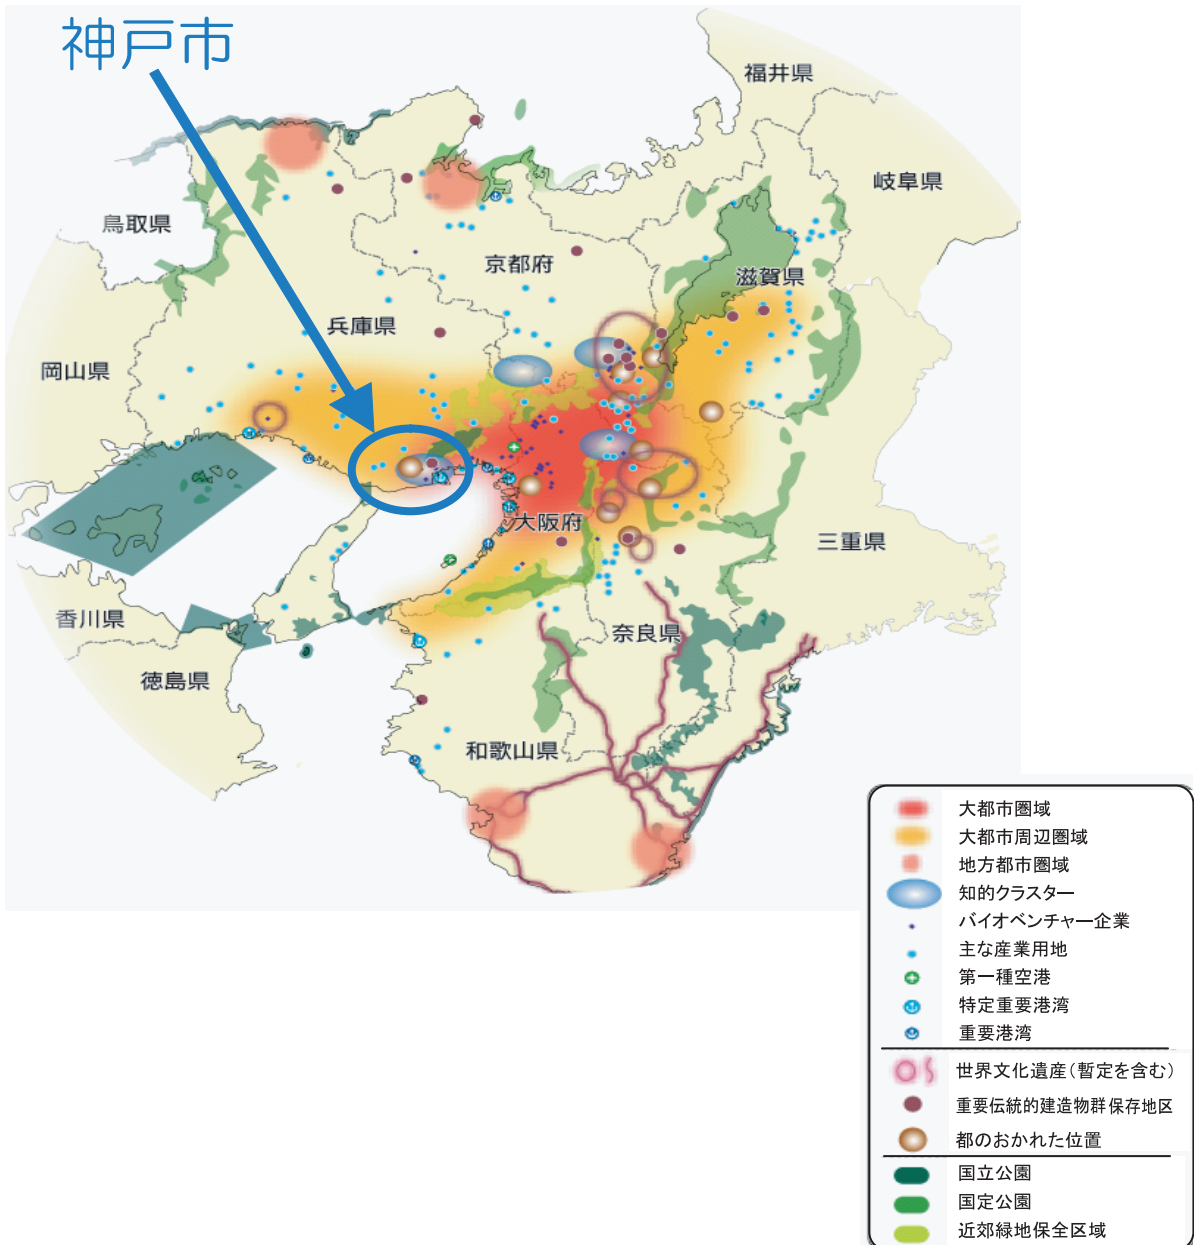 神戸市
福井県
岐阜県
鳥取県
京都府
滋賀県
兵庫県
岡山県
大阪府
三重県
香川県
奈良県
徳島県
和歌山県
大都市圏域
大都市周辺圏域
地方都市圏域
知的クラスター
バイオベンチャー企業
主な産業用地
第一種空港
特定重要港湾
重要港湾
世界文化遺産(暫定を含む)
重要伝統的建造物群保存地区
都のおかれた位置
国立公園
国定公園
近郊緑地保全区域